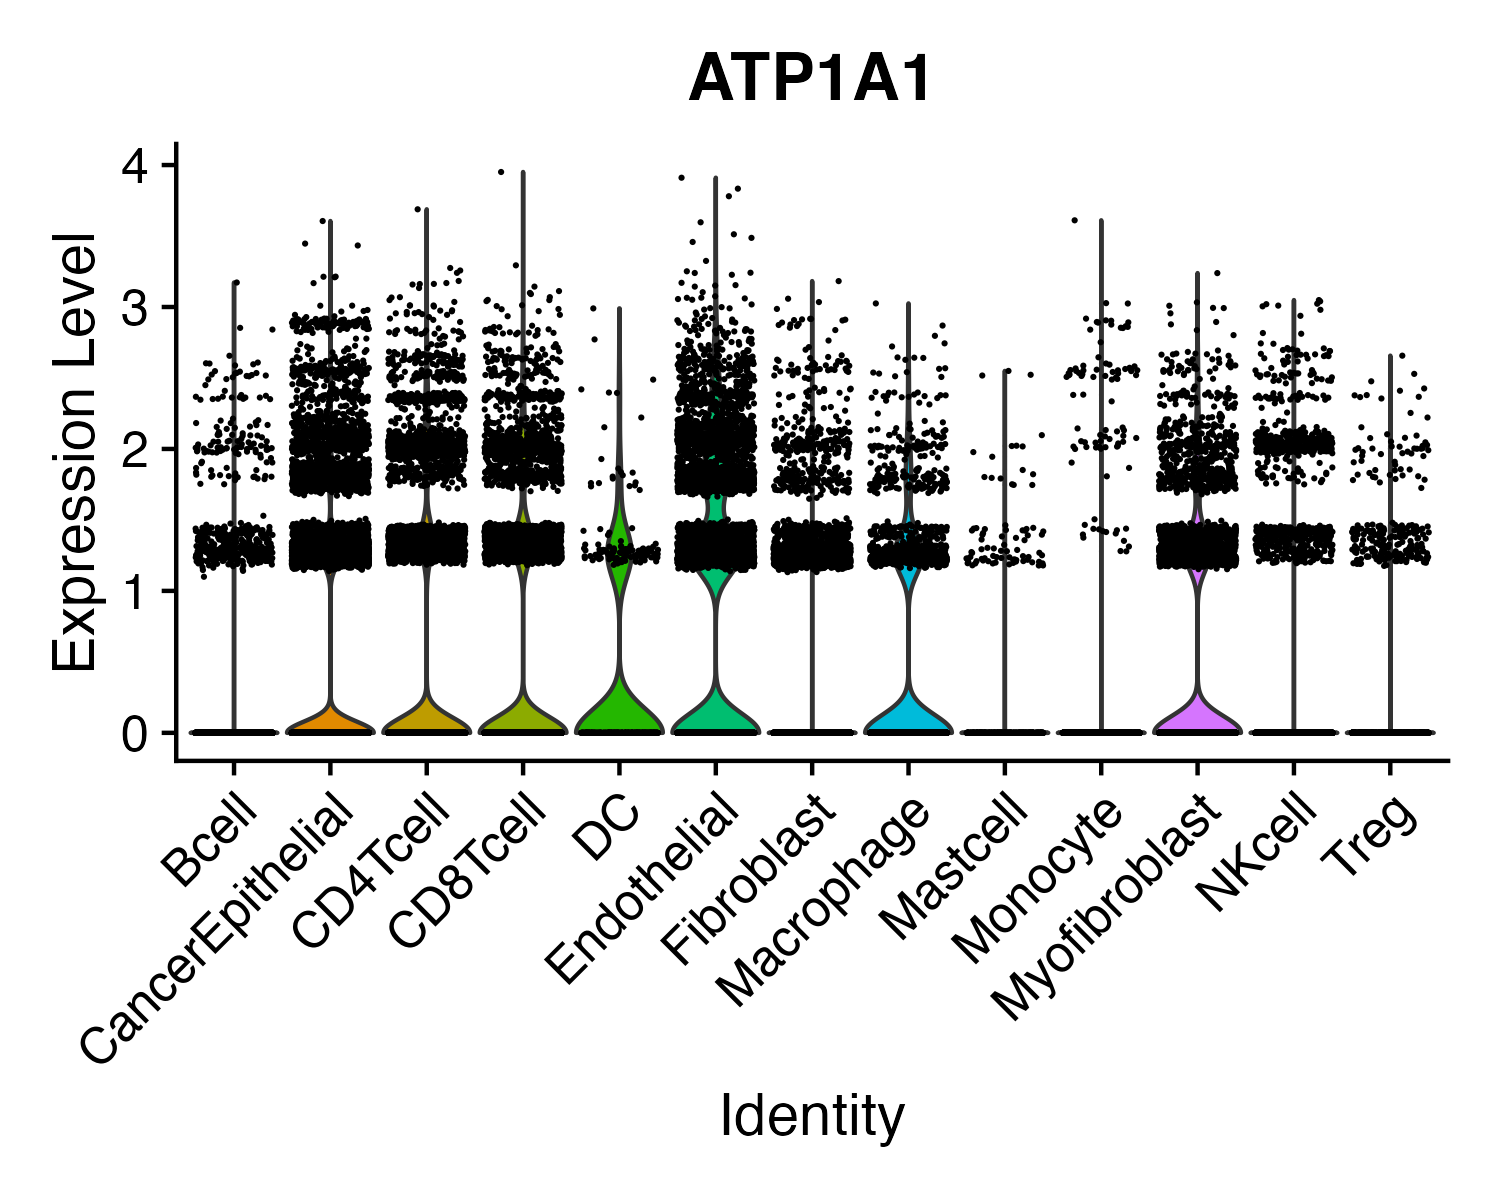 ATP1A1
Expression Level
4
3
2
1
0
Bcell
CancerEpithelial
CD4Tcell
CD8Tcell
DC
Endothelial
Fibroblast
Macrophage
Mastcell
Monocyte
Myofibroblast
NKcell
Treg
Identity